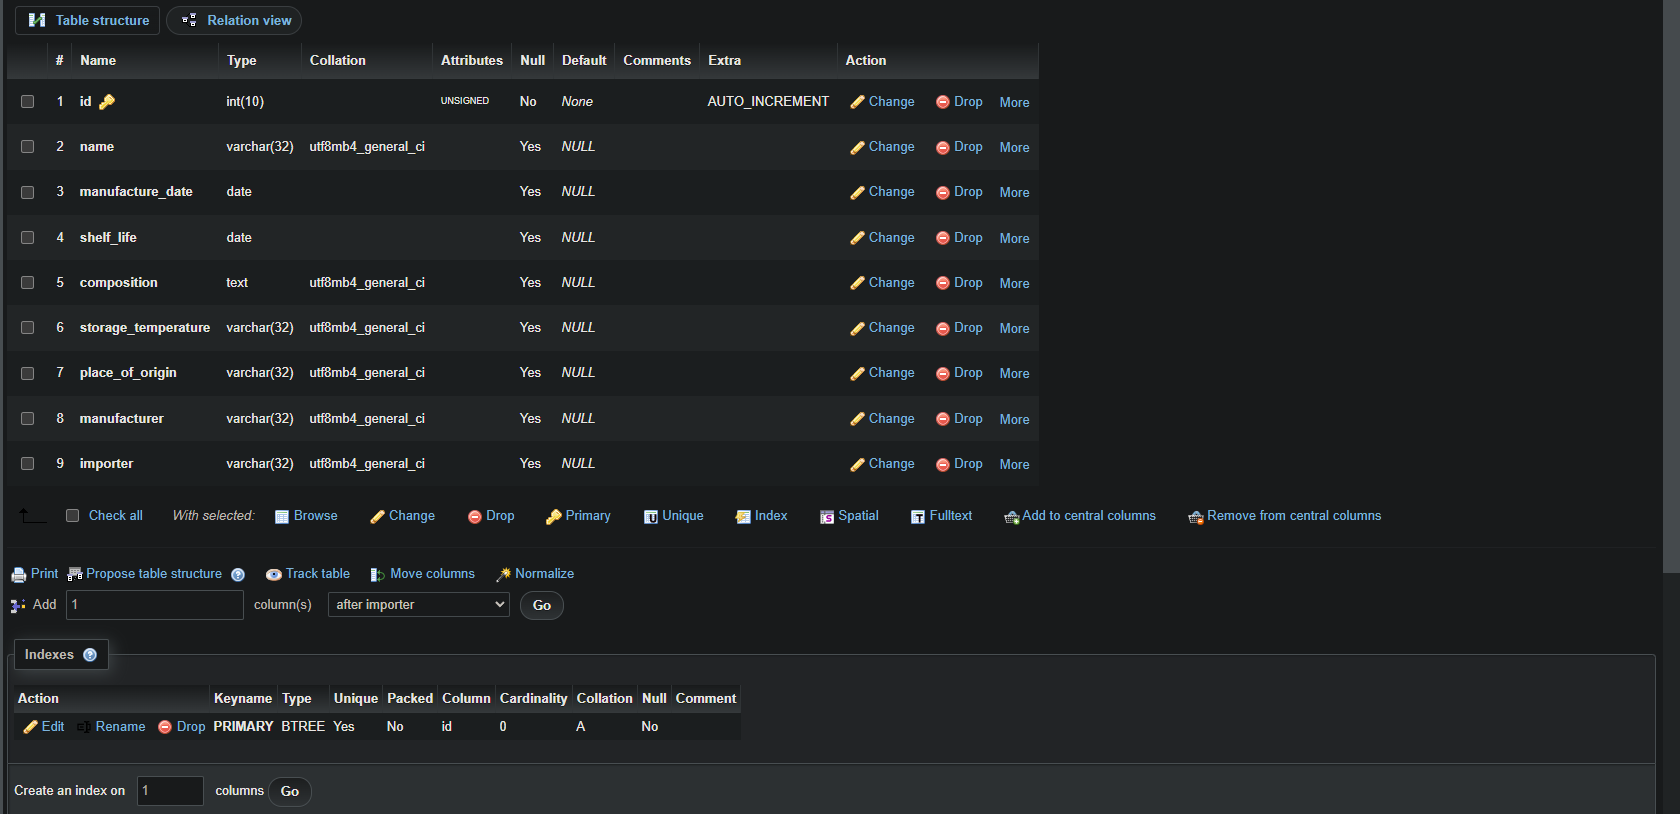 Table structure Relation view
# Name Type Collation Attributes Null Default Comments Extra Action
1 id int(10) UNSIGNED No None AUTO_INCREMENT Change Drop More
2 name varchar(32) utf8mb4_general_ci Yes NULL Change Drop More
3 manufacture_date date Yes NULL Change Drop More
4 shelf_life date Yes NULL Change Drop More
5 composition text utf8mb4_general_ci Yes NULL Change Drop More
6 storage_temperature varchar(32) utf8mb4_general_ci Yes NULL Change Drop More
7 place_of_origin varchar(32) utf8mb4_general_ci Yes NULL Change Drop More
8 manufacturer varchar(32) utf8mb4_general_ci Yes NULL Change Drop More
9 importer varchar(32) utf8mb4_general_ci Yes NULL Change Drop More
Check all With selected: Browse Change Drop Primary Unique Index Spatial Fulltext Add to central columns Remove from central columns
Print Propose table structure Track table Move columns Normalize
Add 1 column(s) after importer Go
Indexes
Action Keyname Type Unique Packed Column Cardinality Collation Null Comment
Edit Rename Drop PRIMARY BTREE Yes No id 0 A No
Create an index on 1 columns Go